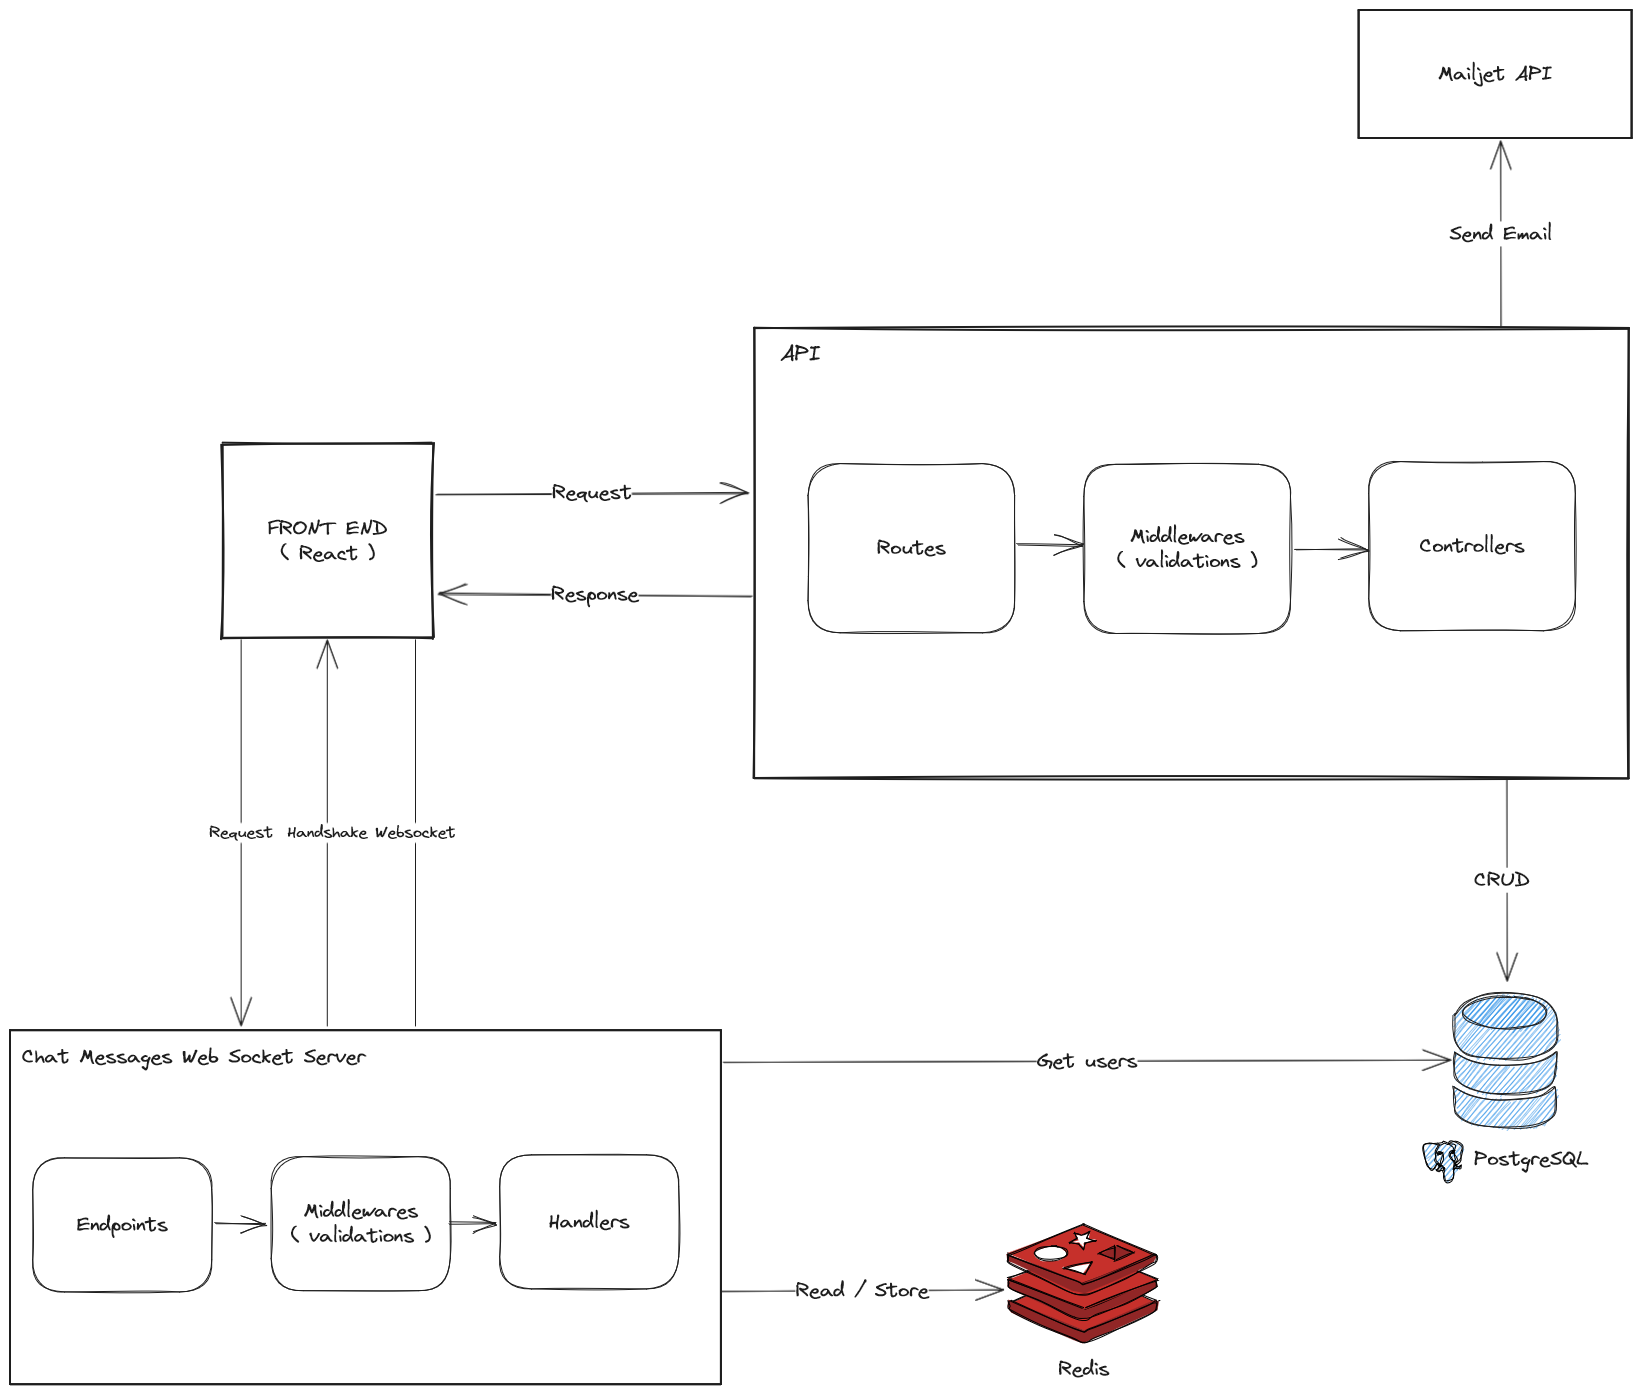 Mailjet API
Send Email
API
Routes
Middlewares
( validations )
Controllers
FRONT END
( React )
Request
Response
Request
Handshake
Websocket
CRUD
Chat Messages Web Socket Server
Endpoints
Middlewares
( validations )
Handlers
Get users
PostgreSQL
Read / Store
Redis